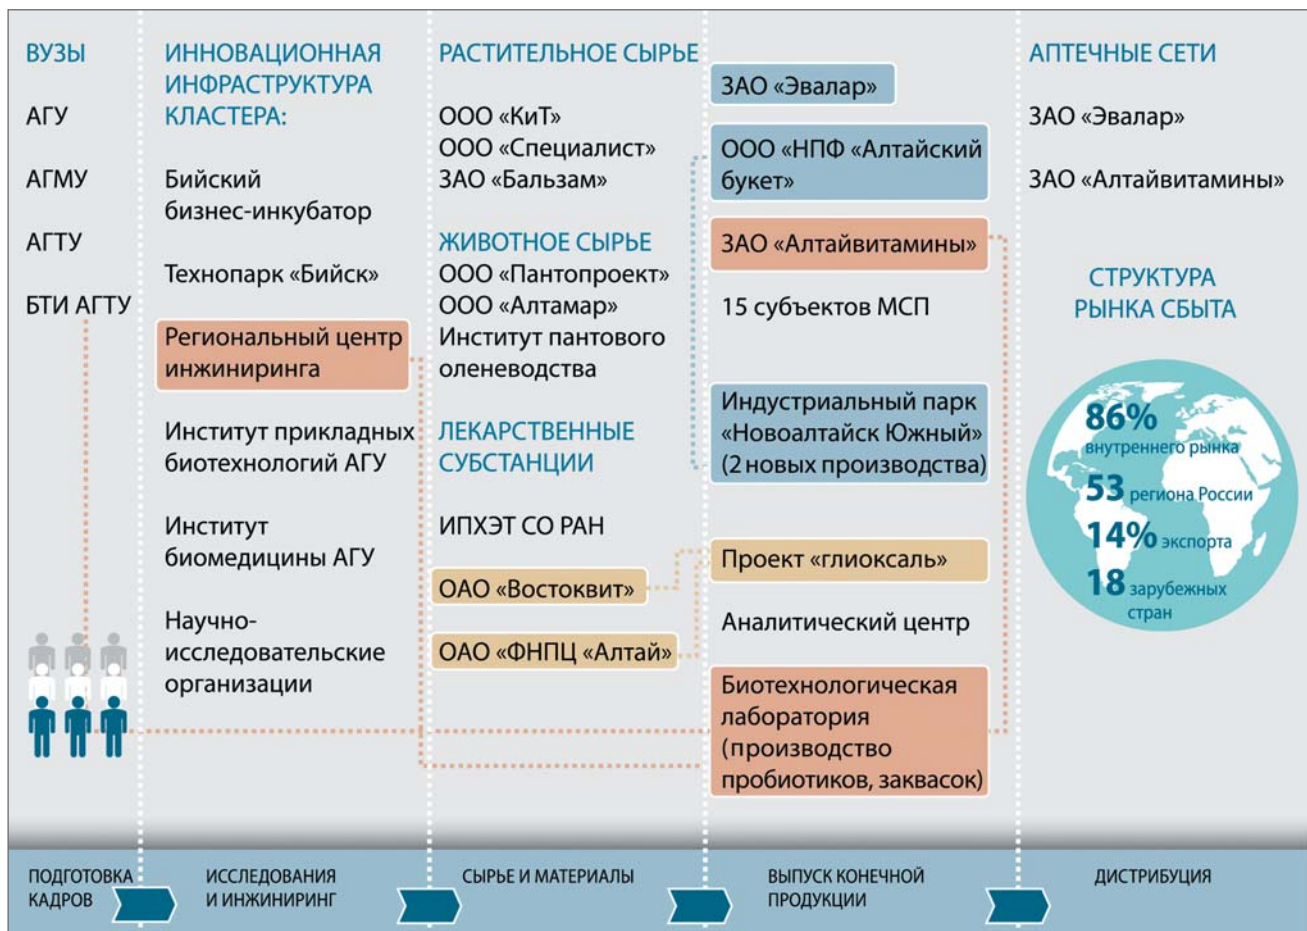 ВУЗЫ
АГУ
АГМУ
АГТУ
БТИ АГТУ
ИННОВАЦИОННАЯ
ИНФРАСТРУКТУРА
КЛАСТЕРА:
Бийский
бизнес-инкубатор
Технопарк «Бийск»
Региональный центр
инжиниринга
Институт прикладных
биотехнологий АГУ
Институт
биомедицины АГУ
Научно-
исследовательские
организации
РАСТИТЕЛЬНОЕ СЫРЬЕ
ООО «КиТ»
ООО «Специалист»
ЗАО «Бальзам»
ЖИВОТНОЕ СЫРЬЕ
ООО «Пантопроект»
ООО «Алтамар»
Институт пантового
оленеводства
ЛЕКАРСТВЕННЫЕ
СУБСТАНЦИИ
ИПХЭТ СО РАН
ОАО «Востоквит»
ОАО «ФНПЦ «Алтай»
ЗАО «Эвалар»
ООО «НПФ «Алтайский
букет»
ЗАО «Алтайвитамины»
15 субъектов МСП
Индустриальный парк
«Новоалтайск Южный»
(2 новых производства)
Проект «глиоксаль»
Аналитический центр
Биотехнологическая
лаборатория
(производство
пробиотиков, заквасок)
АПТЕЧНЫЕ СЕТИ
ЗАО «Эвалар»
ЗАО «Алтайвитамины»
СТРУКТУРА
РЫНКА СБЫТА
86%
внутреннего рынка
53 региона России
14% экспорта
18 зарубежных
стран
ПОДГОТОВКА
КАДРОВ
ИССЛЕДОВАНИЯ
И ИНЖИНИРИНГ
СЫРЬЕ И МАТЕРИАЛЫ
ВЫПУСК КОНЕЧНОЙ
ПРОДУКЦИИ
ДИСТРИБУЦИЯ